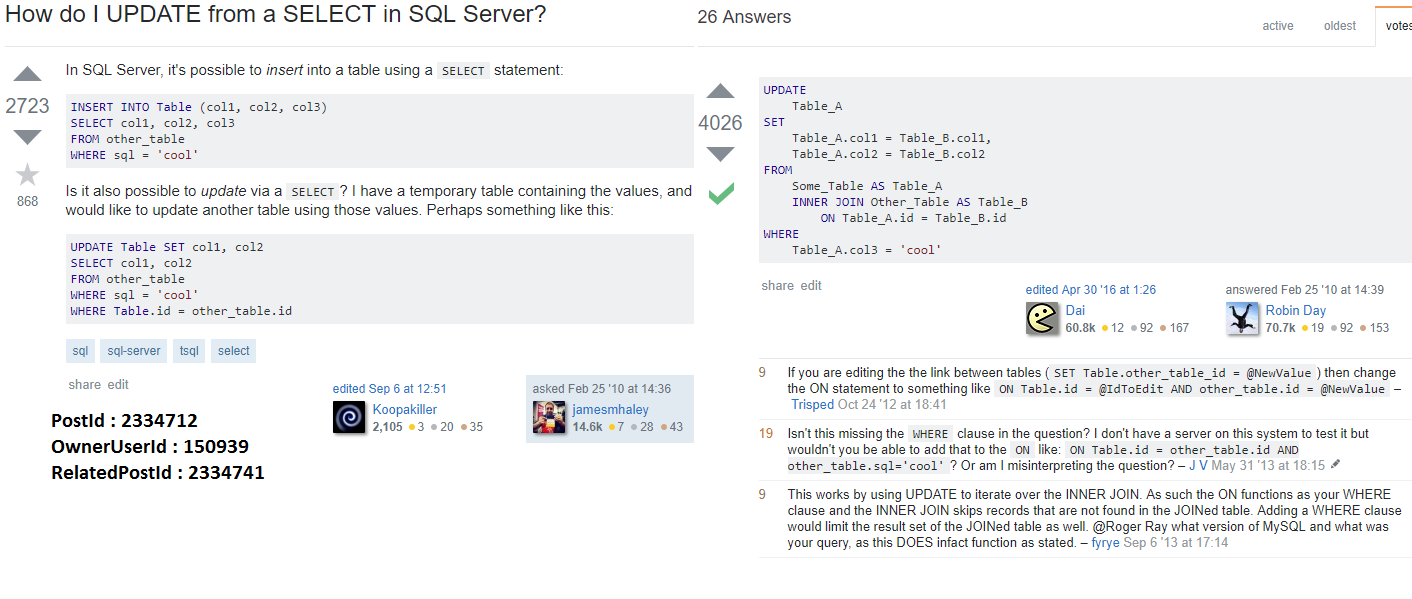 How do I UPDATE from a SELECT in SQL Server?
2723
868
In SQL Server, it's possible to insert into a table using a SELECT statement:
INSERT INTO Table (col1, col2, col3)
SELECT col1, col2, col3
FROM other_table
WHERE sql = 'cool'
Is it also possible to update via a SELECT ? I have a temporary table containing the values, and
would like to update another table using those values. Perhaps something like this:
UPDATE Table SET col1, col2
SELECT col1, col2
FROM other_table
WHERE sql = 'cool'
WHERE Table.id = other_table.id
sql sql-server tsql select
share edit
edited Sep 6 at 12:51
Koopakiller
2,105 3 20 35
asked Feb 25 '10 at 14:36
jamesmhaley
14.6k 7 28 43
PostId : 2334712
OwnerUserId : 150939
RelatedPostId : 2334741
26 Answers
active oldest votes
4026
UPDATE
Table_A
SET
Table_A.col1 = Table_B.col1,
Table_A.col2 = Table_B.col2
FROM
Some_Table AS Table_A
INNER JOIN Other_Table AS Table_B
ON Table_A.id = Table_B.id
WHERE
Table_A.col3 = 'cool'
share edit
edited Apr 30 '16 at 1:26
Dai
60.8k 12 92 167
answered Feb 25 '10 at 14:39
Robin Day
70.7k 19 92 153
9 If you are editing the the link between tables ( SET Table.other_table_id = @NewValue ) then change
the ON statement to something like ON Table.id = @IdToEdit AND other_table.id = @NewValue –
Trisped Oct 24 '12 at 18:41
19 Isn't this missing the WHERE clause in the question? I don't have a server on this system to test it but
wouldn't you be able to add that to the ON like: ON Table.id = other_table.id AND
other_table.sql='cool' ? Or am I misinterpreting the question? – J V May 31 '13 at 18:15
9 This works by using UPDATE to iterate over the INNER JOIN. As such the ON functions as your WHERE
clause and the INNER JOIN skips records that are not found in the JOINed table. Adding a WHERE clause
would limit the result set of the JOINed table as well. @Roger Ray what version of MySQL and what was
your query, as this DOES infact function as stated. – fyrye Sep 6 '13 at 17:14